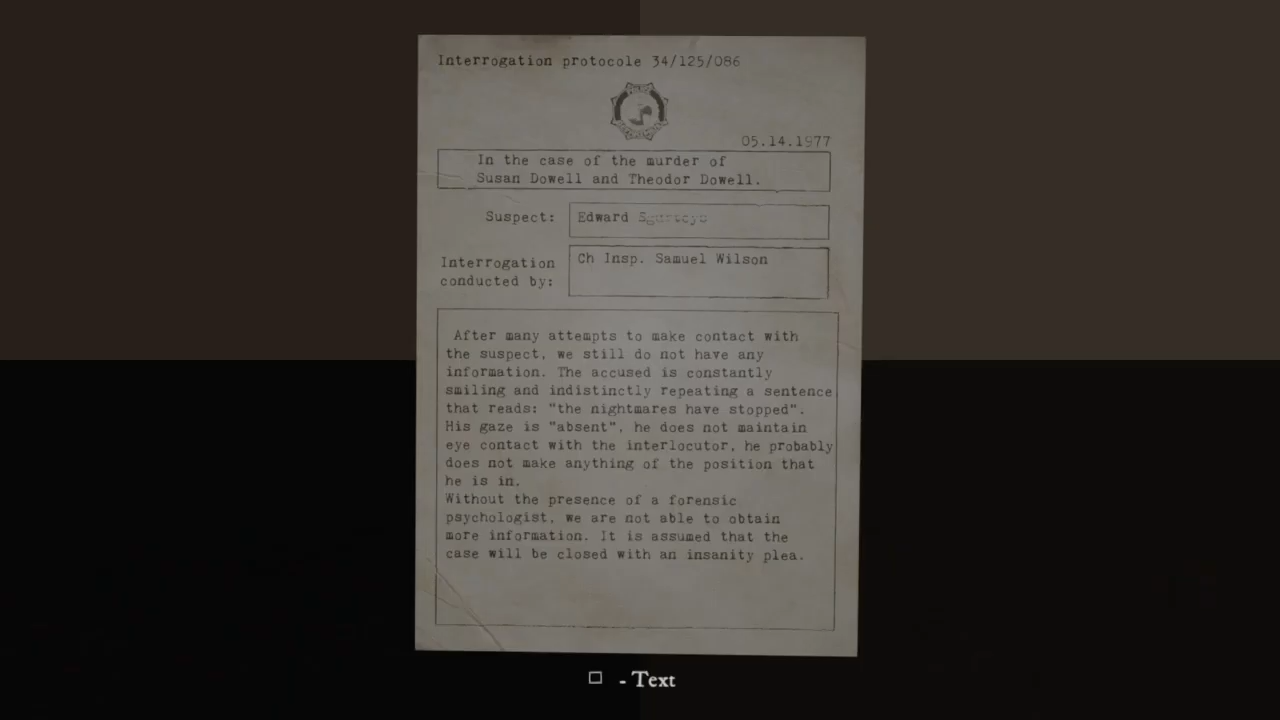 Interrogation protocole 34/125/086
05.14.1977
In the case of the murder of
Susan Dowell and Theodor Dowell.
Suspect:
Edward
Interrogation
conducted by:
Ch Insp. Samuel Wilson
After many attempts to make contact with
the suspect, we still do not have any
information. The accused is constantly
smiling and indistinctly repeating a sentence
that reads: "the nightmares have stopped".
His gaze is "absent", he does not maintain
eye contact with the interlocutor, he probably
does not make anything of the position that
he is in.
Without the presence of a forensic
psychologist, we are not able to obtain
more information. It is assumed that the
case will be closed with an insanity plea.
- Text